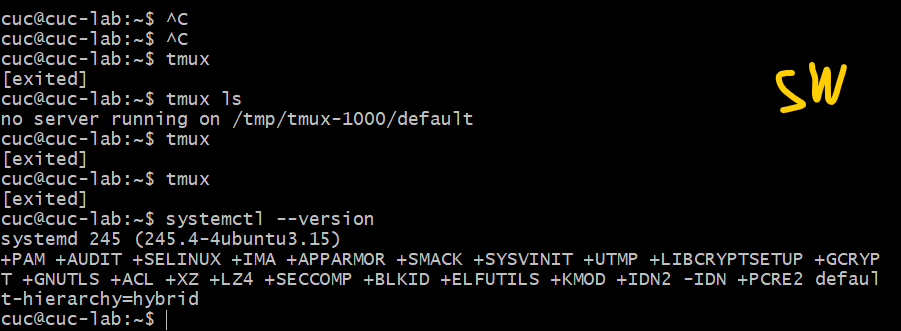 cuc@cuc-lab:~$ ^C
cuc@cuc-lab:~$ ^C
cuc@cuc-lab:~$ tmux
[exited]
cuc@cuc-lab:~$ tmux ls
no server running on /tmp/tmux-1000/default
cuc@cuc-lab:~$ tmux
[exited]
cuc@cuc-lab:~$ tmux
[exited]
cuc@cuc-lab:~$ systemctl --version
systemd 245 (245.4-4ubuntu3.15)
+PAM +AUDIT +SELINUX +IMA +APPARMOR +SMACK +SYSVINIT +UTMP +LIBCRYPTSETUP +GCRYP
T +GNUTLS +ACL +XZ +LZ4 +SECCOMP +BLKID +ELFUTILS +KMOD +IDN2 -IDN +PCRE2 defaul
t-hierarchy=hybrid
cuc@cuc-lab:~$
SW